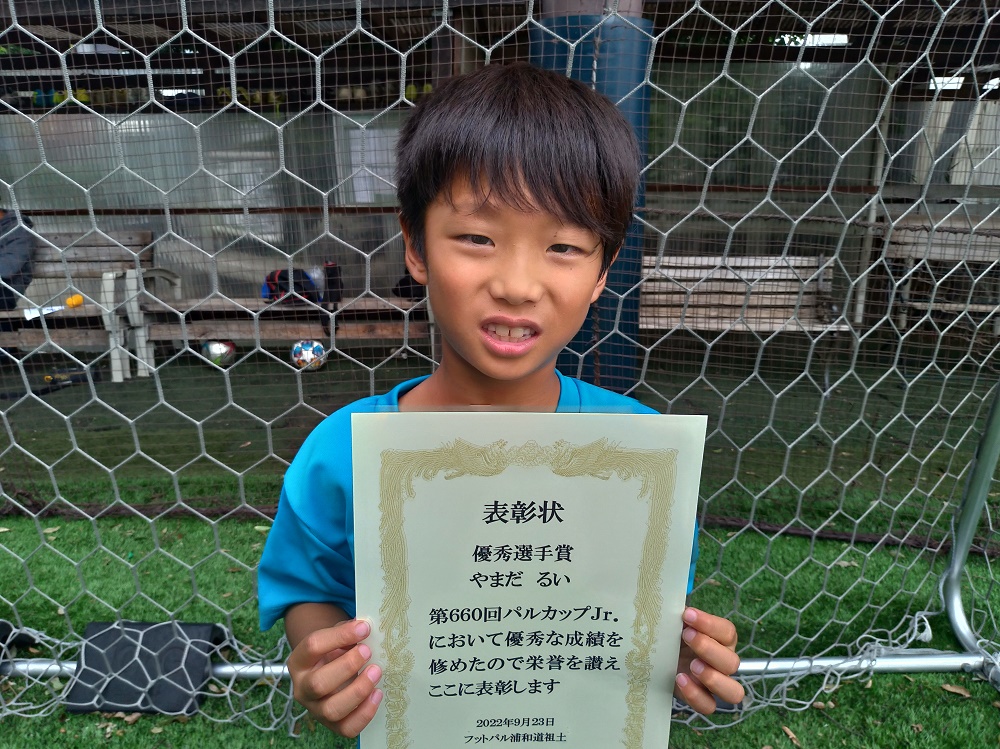 表彰状
優秀選手賞
やまだ るい
第660回パルカップJr.
において優秀な成績を
修めたので栄誉を讃え
ここに表彰します
2022年9月23日
フットパル浦和道祖土